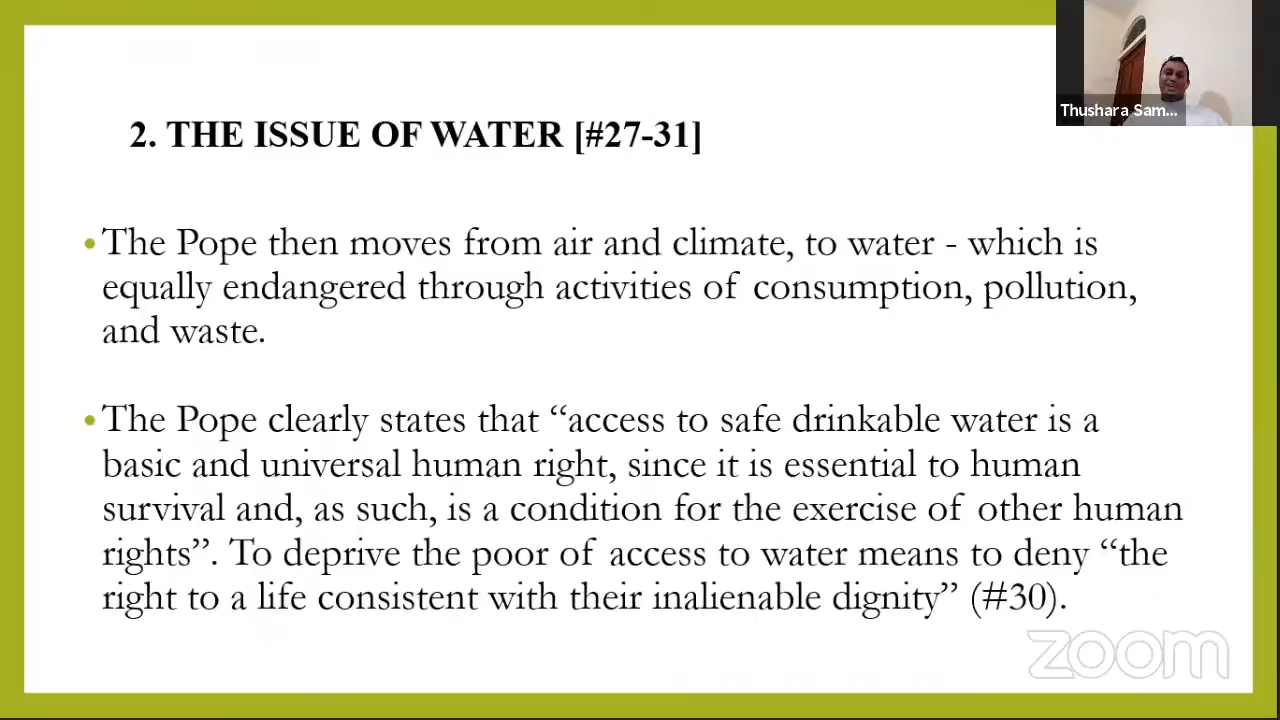 Thushara Sam...
2. THE ISSUE OF WATER [#27-31]
•The Pope then moves from air and climate, to water - which is
equally endangered through activities of consumption, pollution,
and waste.
•The Pope clearly states that “access to safe drinkable water is a
basic and universal human right, since it is essential to human
survival and, as such, is a condition for the exercise of other human
rights”. To deprive the poor of access to water means to deny “the
right to a life consistent with their inalienable dignity” (#30).
zoom